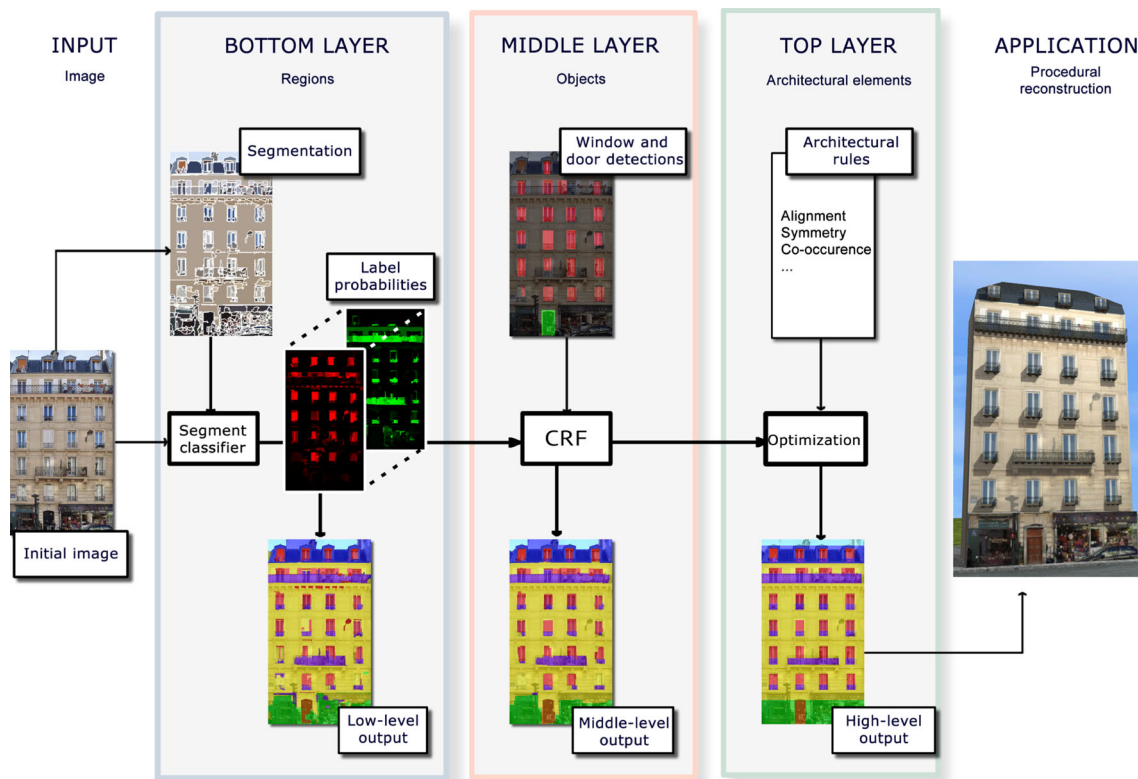 INPUT
Image
BOTTOM LAYER
Regions
MIDDLE LAYER
Objects
TOP LAYER
Architectural elements
APPLICATION
Procedural
reconstruction
Segmentation
Window and
door detections
Architectural
rules
Alignment
Symmetry
Co-occurence
...
Label
probabilities
Segment
classifier
CRF
Optimization
Initial image
Low-level
output
Middle-level
output
High-level
output